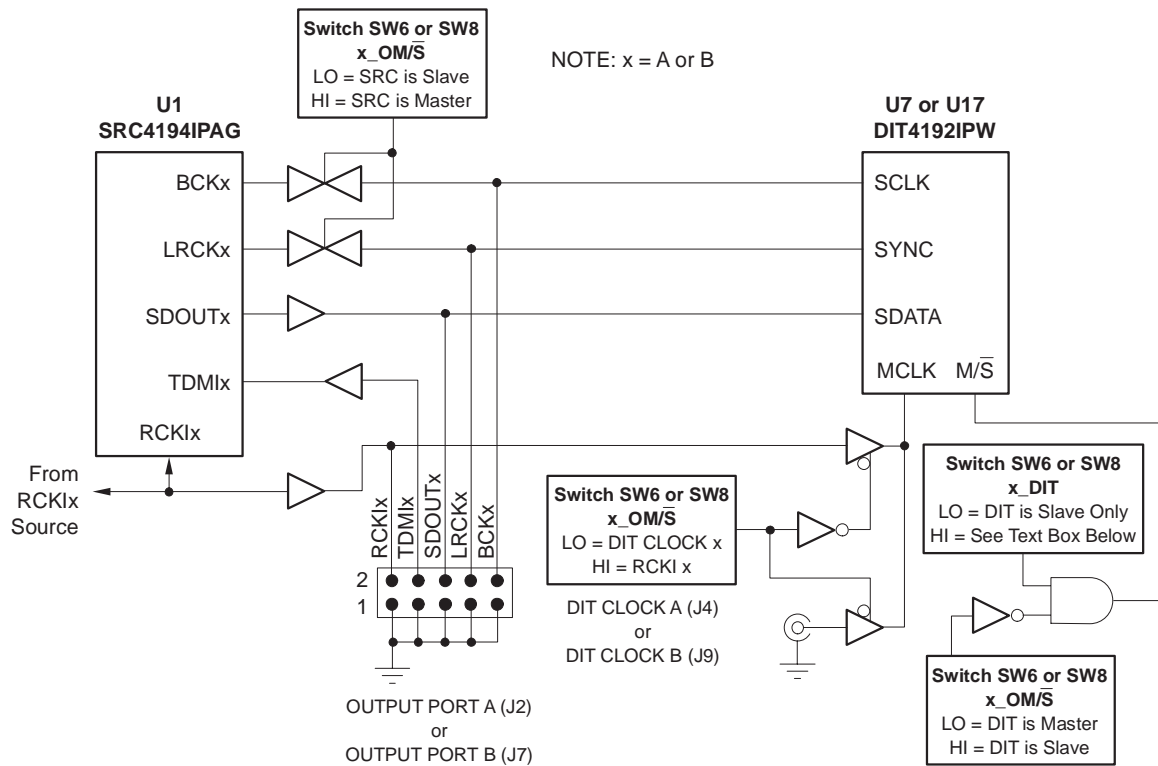 Switch SW6 or SW8
x_OM/S̅
LO = SRC is Slave
HI = SRC is Master
NOTE: x = A or B
U1
SRC4194IPAG
U7 or U17
DIT4192IPW
BCKx
LRCKx
SDOUTx
TDMIx
RCKIx
SCLK
SYNC
SDATA
MCLK
M/S̅
From
RCKIx
Source
RCKIx
TDMIx
SDOUTx
LRCKx
BCKx
2
1
OUTPUT PORT A (J2)
or
OUTPUT PORT B (J7)
Switch SW6 or SW8
x_OM/S̅
LO = DIT CLOCK x
HI = RCKI x
DIT CLOCK A (J4)
or
DIT CLOCK B (J9)
Switch SW6 or SW8
x_DIT
LO = DIT is Slave Only
HI = See Text Box Below
Switch SW6 or SW8
x_OM/S̅
LO = DIT is Master
HI = DIT is Slave